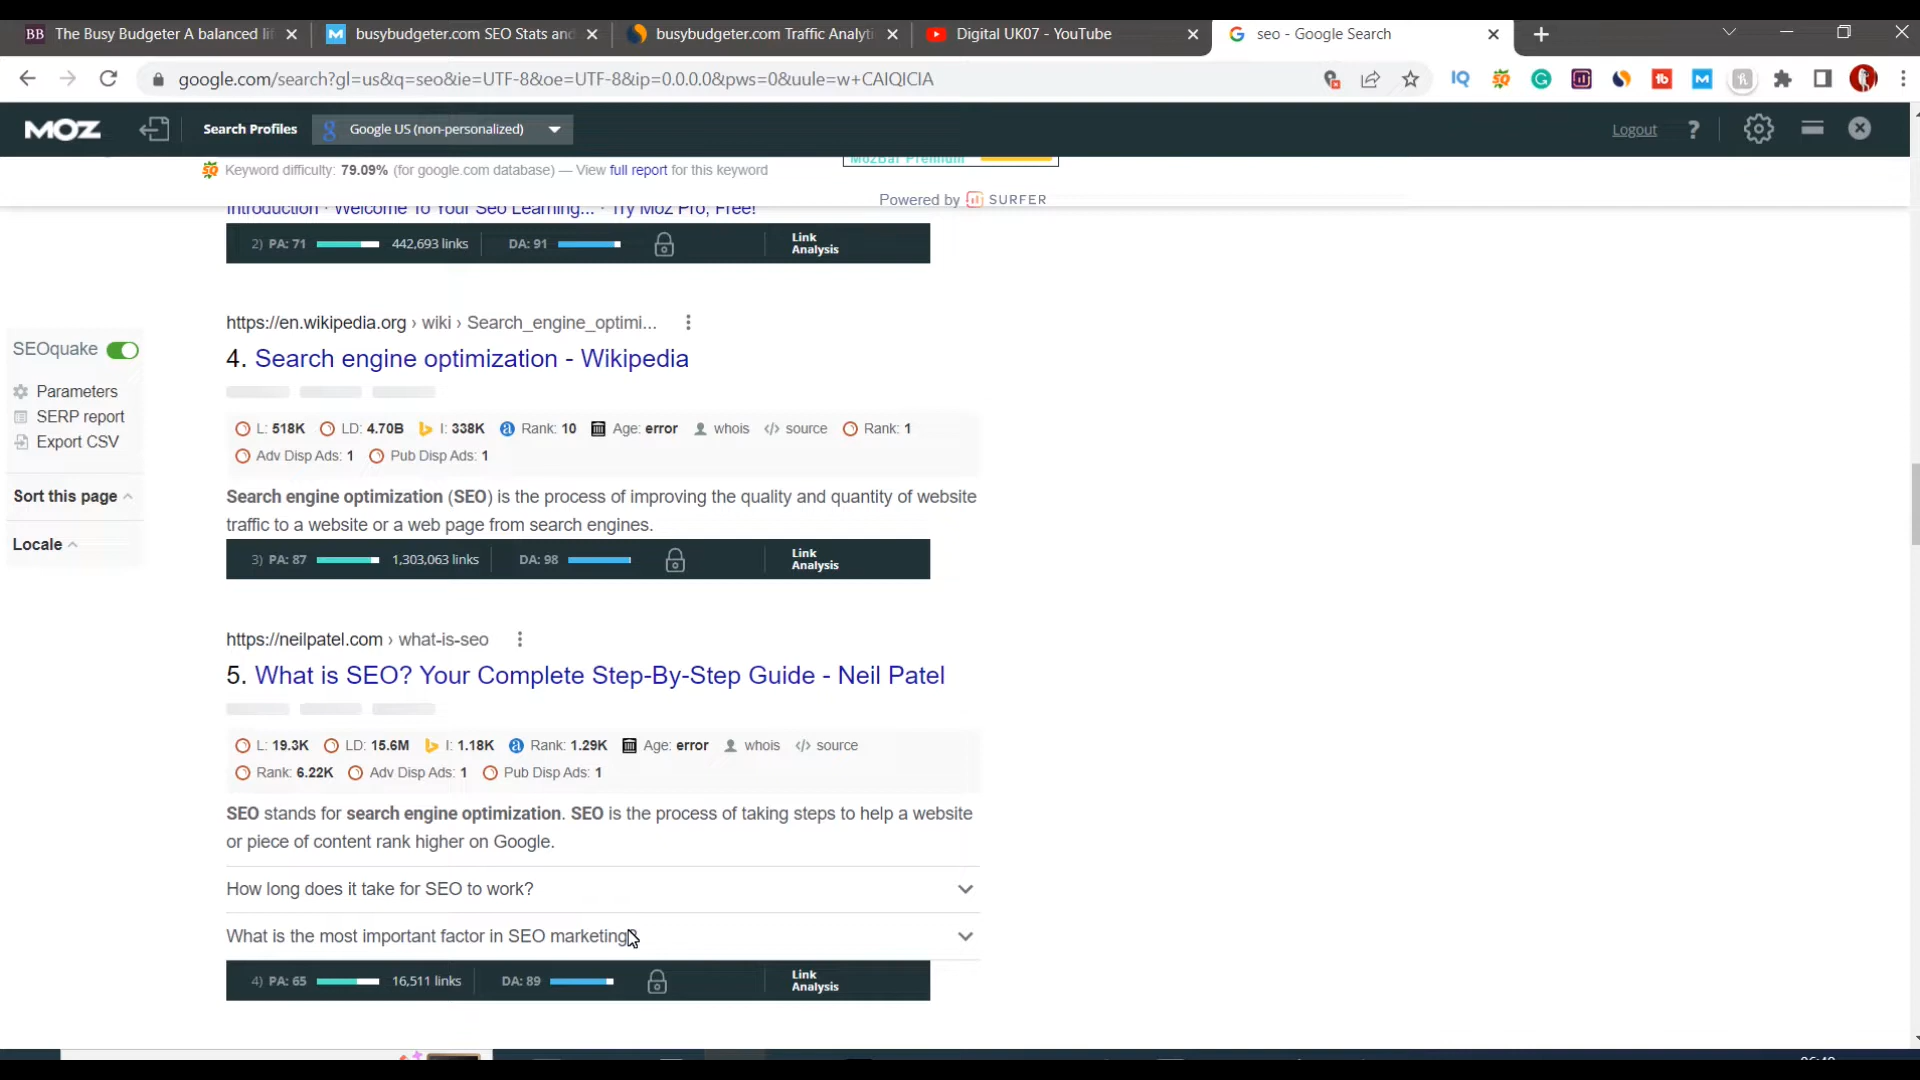 BB The Busy Budgeter A balanced li
M busybudgeter.com SEO Stats and
busybudgeter.com Traffic Analyti
Digital UK07 - YouTube
seo - Google Search
google.com/search?gl=us&q=seo&ie=UTF-8&oe=UTF-8&ip=0.0.0.0&pws=0&uule=w+CAIQICIA
MOZ
Search Profiles
Google US (non-personalized)
Logout
?
Keyword difficulty: 79.09% (for google.com database) — View full report for this keyword
MozBar Premium
Powered by SURFER
Introduction · Welcome To Your Seo Learning... · Try Moz Pro, Free!
2) PA: 71 442,693 links DA: 91 Link Analysis
https://en.wikipedia.org › wiki › Search_engine_optimi...
4. Search engine optimization - Wikipedia
L: 518K LD: 4.70B I: 338K Rank: 10 Age: error whois source Rank: 1
Adv Disp Ads: 1 Pub Disp Ads: 1
Search engine optimization (SEO) is the process of improving the quality and quantity of website
traffic to a website or a web page from search engines.
3) PA: 87 1,303,063 links DA: 98 Link Analysis
SEOquake
Parameters
SERP report
Export CSV
Sort this page
Locale
https://neilpatel.com › what-is-seo
5. What is SEO? Your Complete Step-By-Step Guide - Neil Patel
L: 19.3K LD: 15.6M I: 1.18K Rank: 1.29K Age: error whois source
Rank: 6.22K Adv Disp Ads: 1 Pub Disp Ads: 1
SEO stands for search engine optimization. SEO is the process of taking steps to help a website
or piece of content rank higher on Google.
How long does it take for SEO to work?
What is the most important factor in SEO marketing?
4) PA: 65 16,511 links DA: 89 Link Analysis